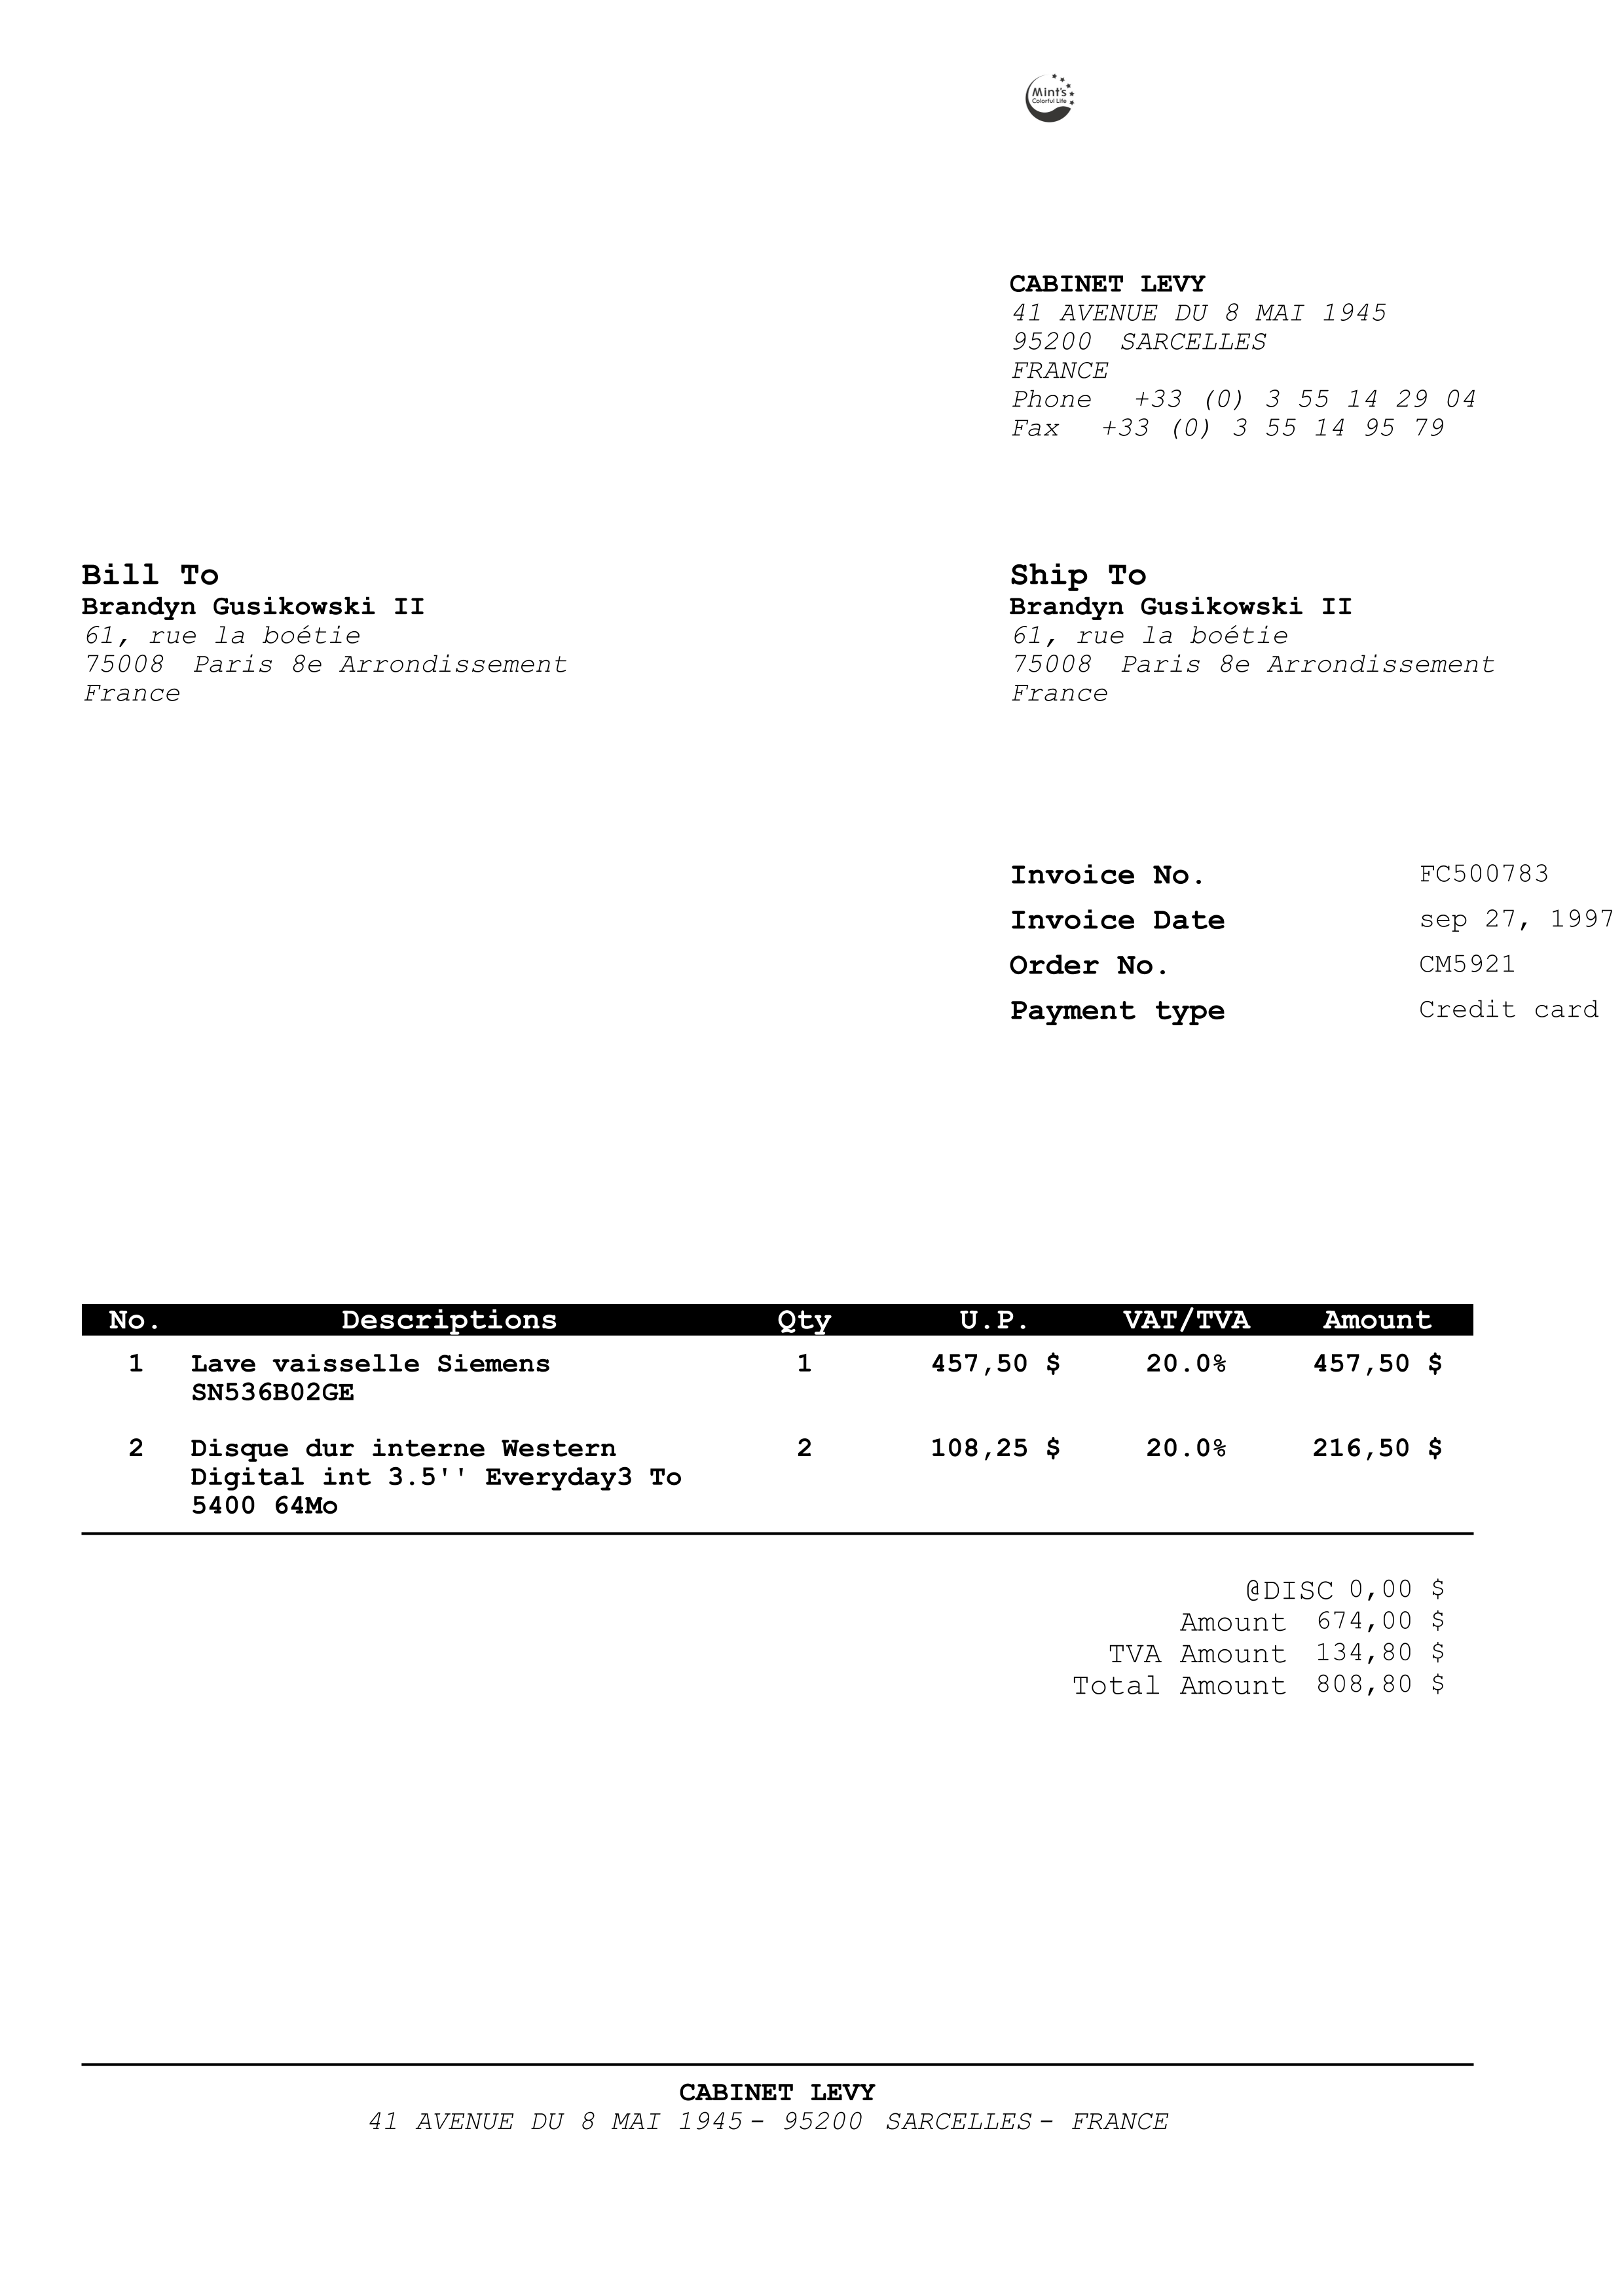 Mint's
Colorful Life
CABINET LEVY
41 AVENUE DU 8 MAI 1945
95200 SARCELLES
FRANCE
Phone +33 (0) 3 55 14 29 04
Fax +33 (0) 3 55 14 95 79
Bill To
Brandyn Gusikowski II
61, rue la boétie
75008 Paris 8e Arrondissement
France
Ship To
Brandyn Gusikowski II
61, rue la boétie
75008 Paris 8e Arrondissement
France
Invoice No. FC500783
Invoice Date sep 27, 1997
Order No. CM5921
Payment type Credit card
No. Descriptions Qty U.P. VAT/TVA Amount
1 Lave vaisselle Siemens 1 457,50 $ 20.0% 457,50 $
SN536B02GE
2 Disque dur interne Western 2 108,25 $ 20.0% 216,50 $
Digital int 3.5'' Everyday3 To
5400 64Mo
@DISC 0,00 $
Amount 674,00 $
TVA Amount 134,80 $
Total Amount 808,80 $
CABINET LEVY
41 AVENUE DU 8 MAI 1945 - 95200 SARCELLES - FRANCE